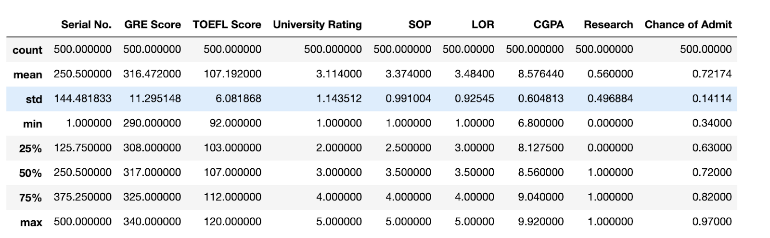 Serial No. GRE Score TOEFL Score University Rating SOP LOR CGPA Research Chance of Admit
count 500.000000 500.000000 500.000000 500.000000 500.000000 500.00000 500.000000 500.000000 500.00000
mean 250.500000 316.472000 107.192000 3.114000 3.374000 3.48400 8.576440 0.560000 0.72174
std 144.481833 11.295148 6.081868 1.143512 0.991004 0.92545 0.604813 0.496884 0.14114
min 1.000000 290.000000 92.000000 1.000000 1.000000 1.00000 6.800000 0.000000 0.34000
25% 125.750000 308.000000 103.000000 2.000000 2.500000 3.00000 8.127500 0.000000 0.63000
50% 250.500000 317.000000 107.000000 3.000000 3.500000 3.50000 8.560000 1.000000 0.72000
75% 375.250000 325.000000 112.000000 4.000000 4.000000 4.00000 9.040000 1.000000 0.82000
max 500.000000 340.000000 120.000000 5.000000 5.000000 5.00000 9.920000 1.000000 0.97000